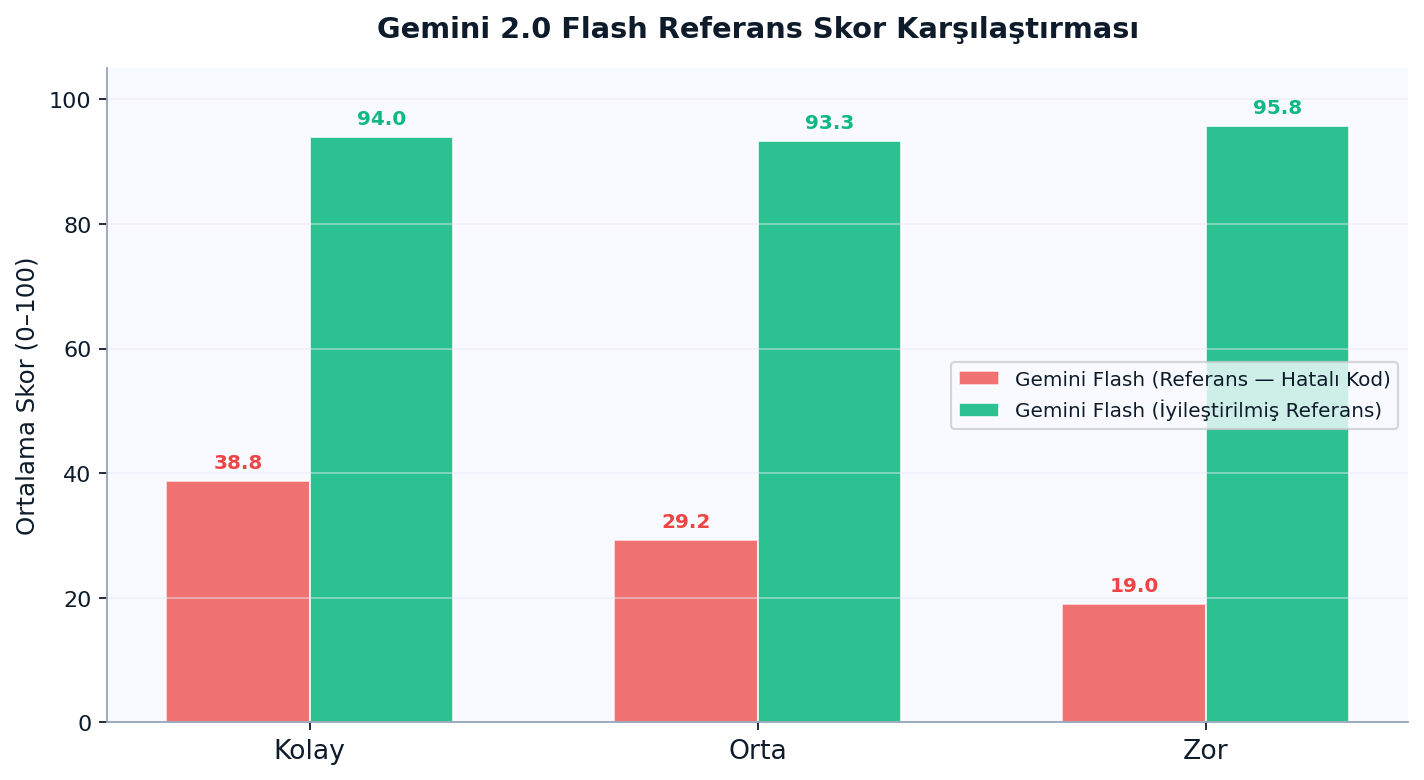 Gemini 2.0 Flash Referans Skor Karşılaştırması
Ortalama Skor (0–100)
100
80
60
40
20
0
94.0
93.3
95.8
38.8
29.2
19.0
Gemini Flash (Referans — Hatalı Kod)
Gemini Flash (İyileştirilmiş Referans)
Kolay
Orta
Zor